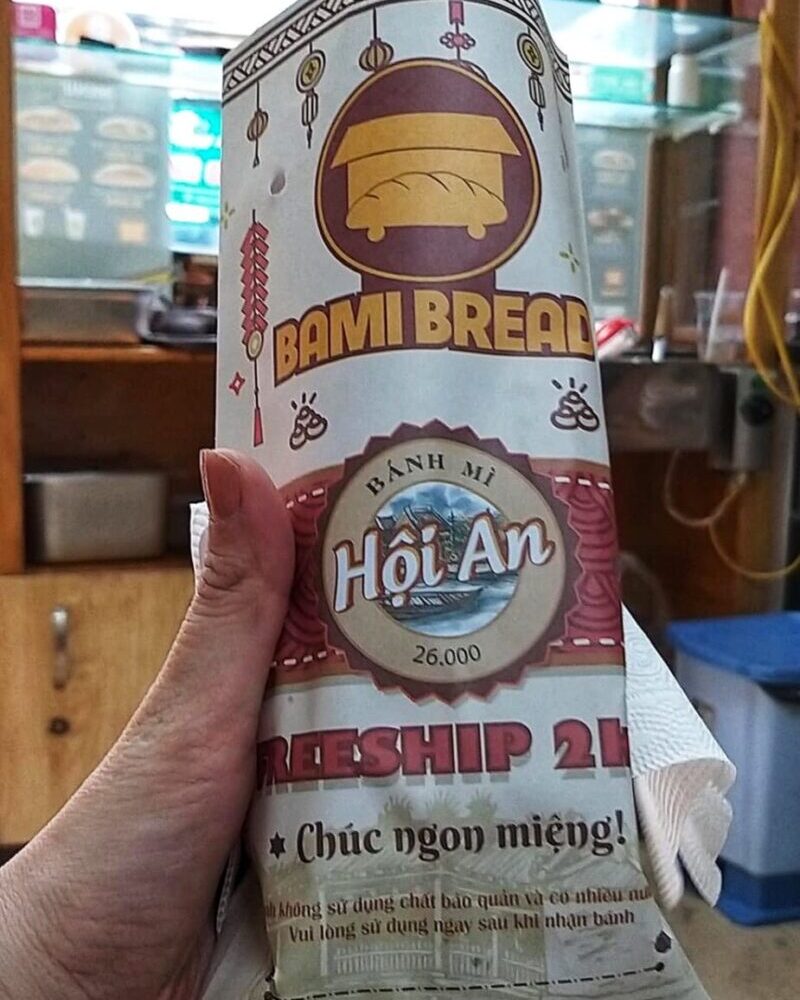 BAMI BREAD
BÁNH MÌ
Hội An
26.000
FREESHIP 2
Chúc ngon miệng!
không sử dụng chất bảo quản và có nhiều
Vui lòng sử dụng ngay sau khi nhận bánh